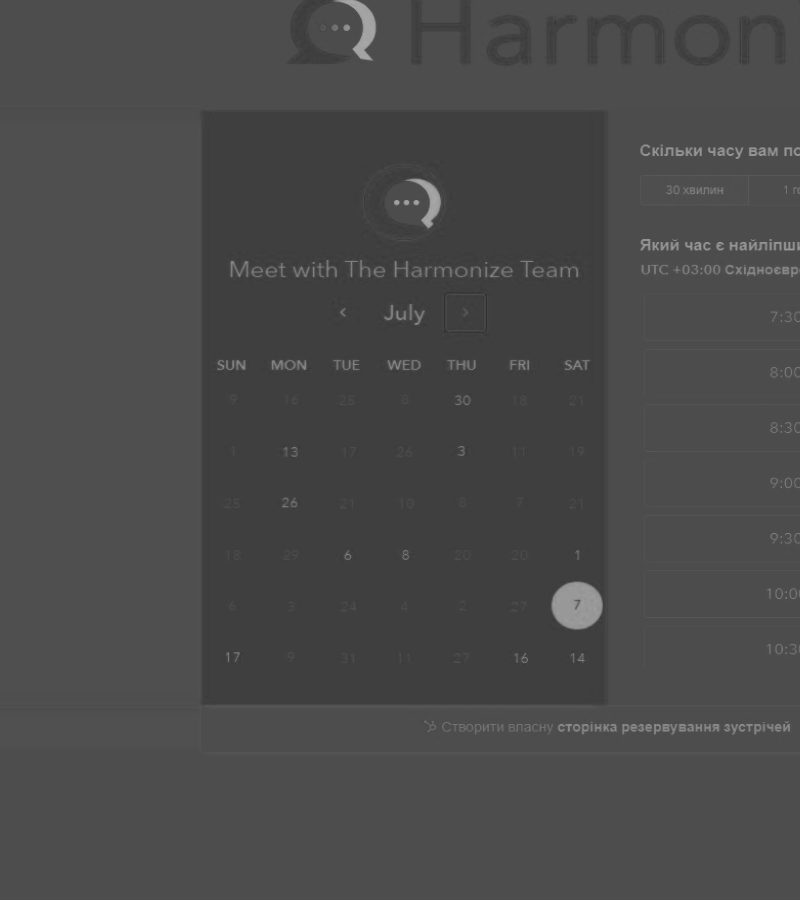 Harmon
Meet with The Harmonize Team
July
SUN MON TUE WED THU FRI SAT
9 16 25 8 30 18 21
1 13 17 26 3 11 19
25 26 21 10 8 7 21
18 29 6 8 20 20 1
6 3 24 4 2 27 7
17 9 31 11 27 16 14
Скільки часу вам по
30 хвилин 1 го
Який час є найліпши
UTC +03:00 Східноєвро
7:30
8:00
8:30
9:00
9:30
10:00
10:30
Створити власну сторінка резервування зустрічей